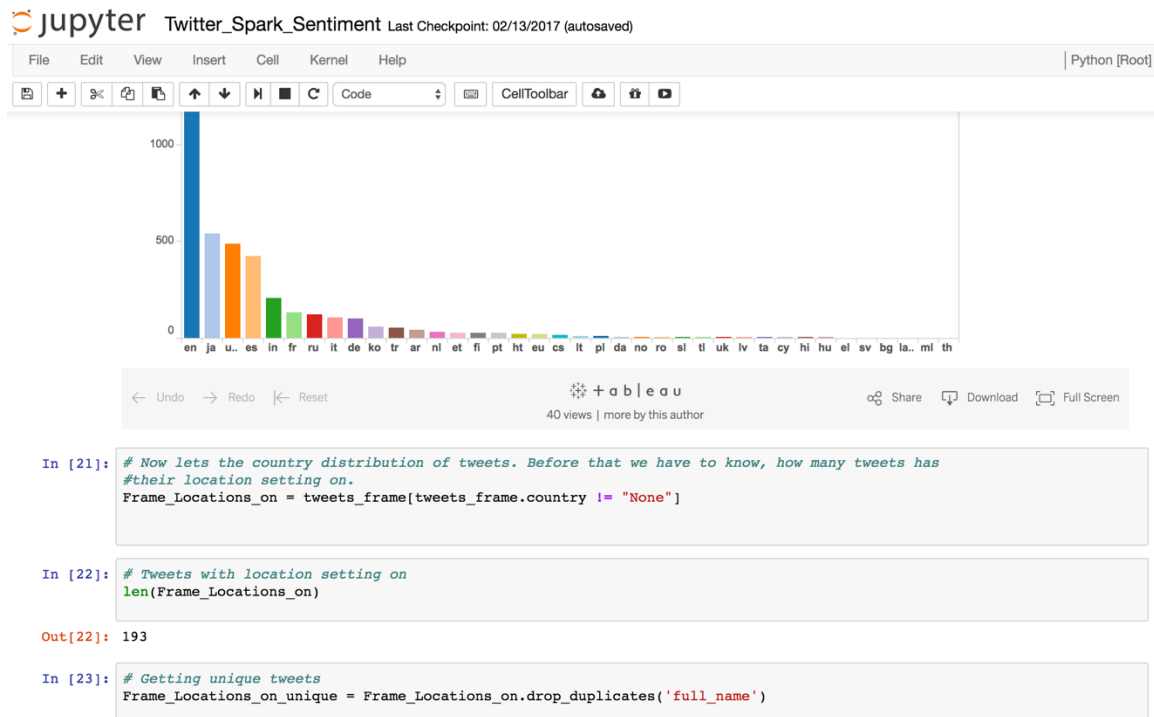 jupyter Twitter_Spark_Sentiment Last Checkpoint: 02/13/2017 (autosaved)
File Edit View Insert Cell Kernel Help Python [Root]
Code CellToolbar
1000
500
0
en ja u.. es in fr ru it de ko tr ar nl et fi pt ht eu cs lt pl da no ro sl tl uk lv ta cy hi hu el sv bg la.. ml th
Undo Redo Reset
+ a b | e a u
40 views | more by this author
Share Download Full Screen
In [21]: # Now lets the country distribution of tweets. Before that we have to know, how many tweets has
#their location setting on.
Frame_Locations_on = tweets_frame[tweets_frame.country != "None"]
In [22]: # Tweets with location setting on
len(Frame_Locations_on)
Out[22]: 193
In [23]: # Getting unique tweets
Frame_Locations_on_unique = Frame_Locations_on.drop_duplicates('full_name')